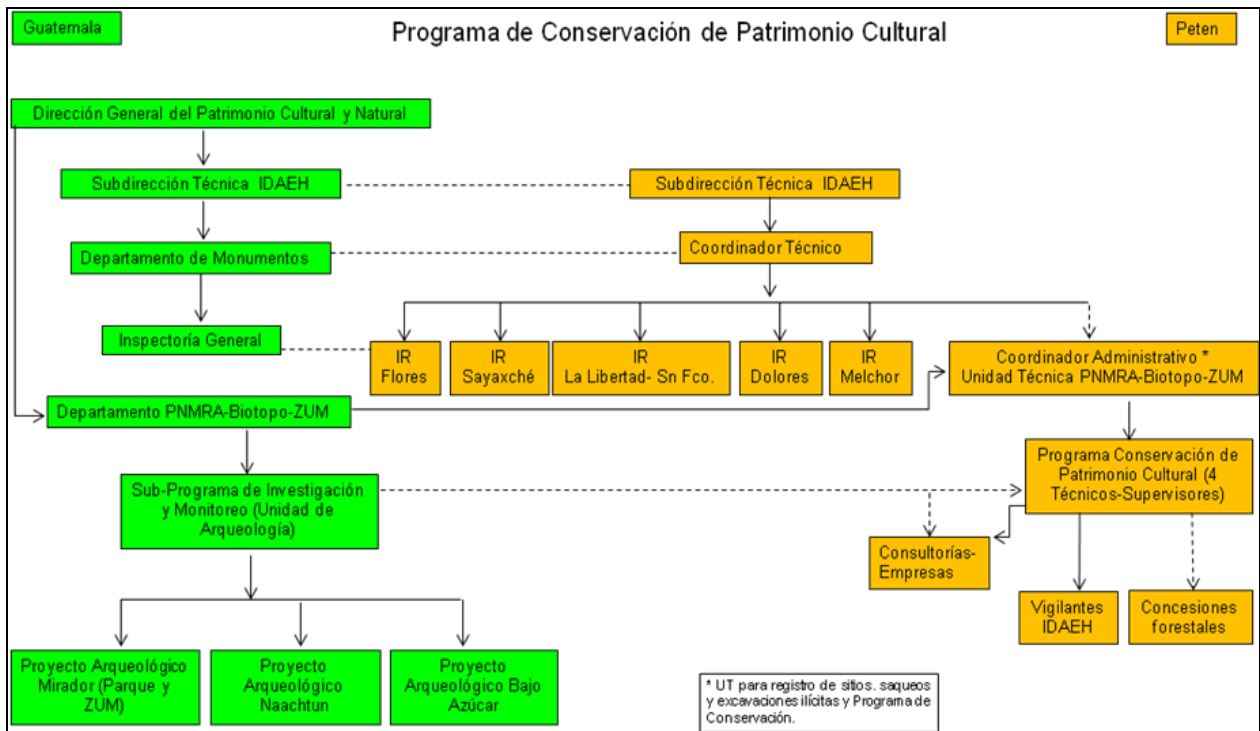 Guatemala
Programa de Conservación de Patrimonio Cultural
Peten
Dirección General del Patrimonio Cultural y Natural
Subdirección Técnica IDAEH
Subdirección Técnica IDAEH
Departamento de Monumentos
Coordinador Técnico
Inspectoría General
IR
Flores
IR
Sayaxché
IR
La Libertad- Sn Fco.
IR
Dolores
IR
Melchor
Coordinador Administrativo *
Unidad Técnica PNMRA-Biotopo-ZUM
Departamento PNMRA-Biotopo-ZUM
Programa Conservación de
Patrimonio Cultural (4
Técnicos-Supervisores)
Sub-Programa de Investigación
y Monitoreo (Unidad de
Arqueología)
Consultorías-
Empresas
Vigilantes
IDAEH
Concesiones
forestales
Proyecto Arqueológico
Mirador (Parque y
ZUM)
Proyecto
Arqueológico
Naachtun
Proyecto
Arqueológico Bajo
Azúcar
* UT para registro de sitios. saqueos
y excavaciones ilícitas y Programa de
Conservación.